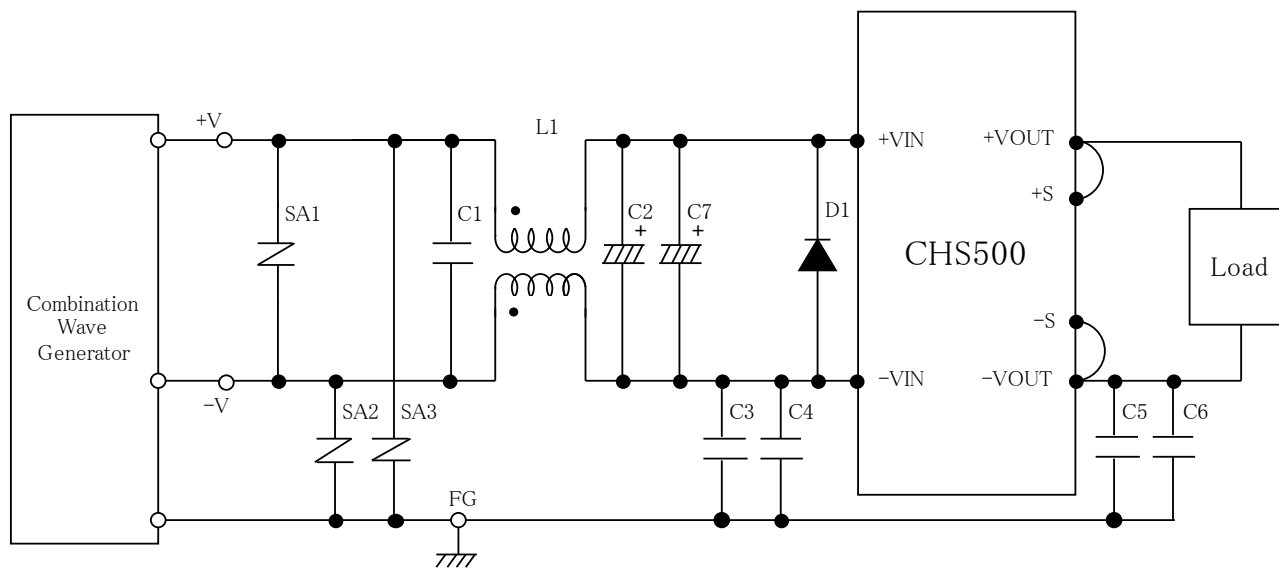 +V
L1
+VIN
+VOUT
+S
SA1
C1
C2
+
C7
+
D1
CHS500
Load
Combination
Wave
Generator
−S
−V
−VIN
−VOUT
SA2
SA3
C3
C4
C5
C6
FG